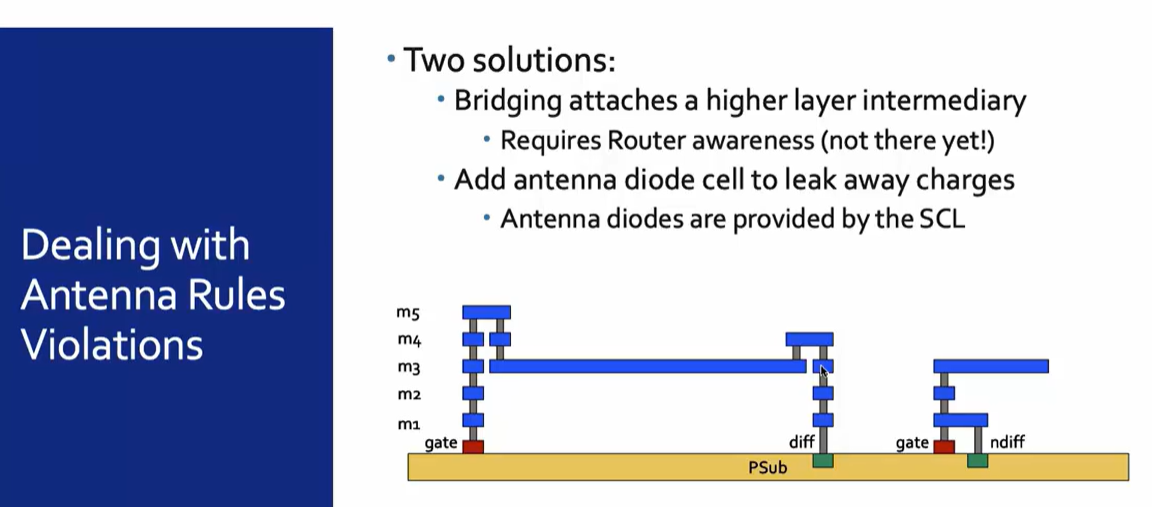 Dealing with
Antenna Rules
Violations
• Two solutions:
• Bridging attaches a higher layer intermediary
• Requires Router awareness (not there yet!)
• Add antenna diode cell to leak away charges
• Antenna diodes are provided by the SCL
m5
m4
m3
m2
m1
gate
diff
gate
ndiff
PSub